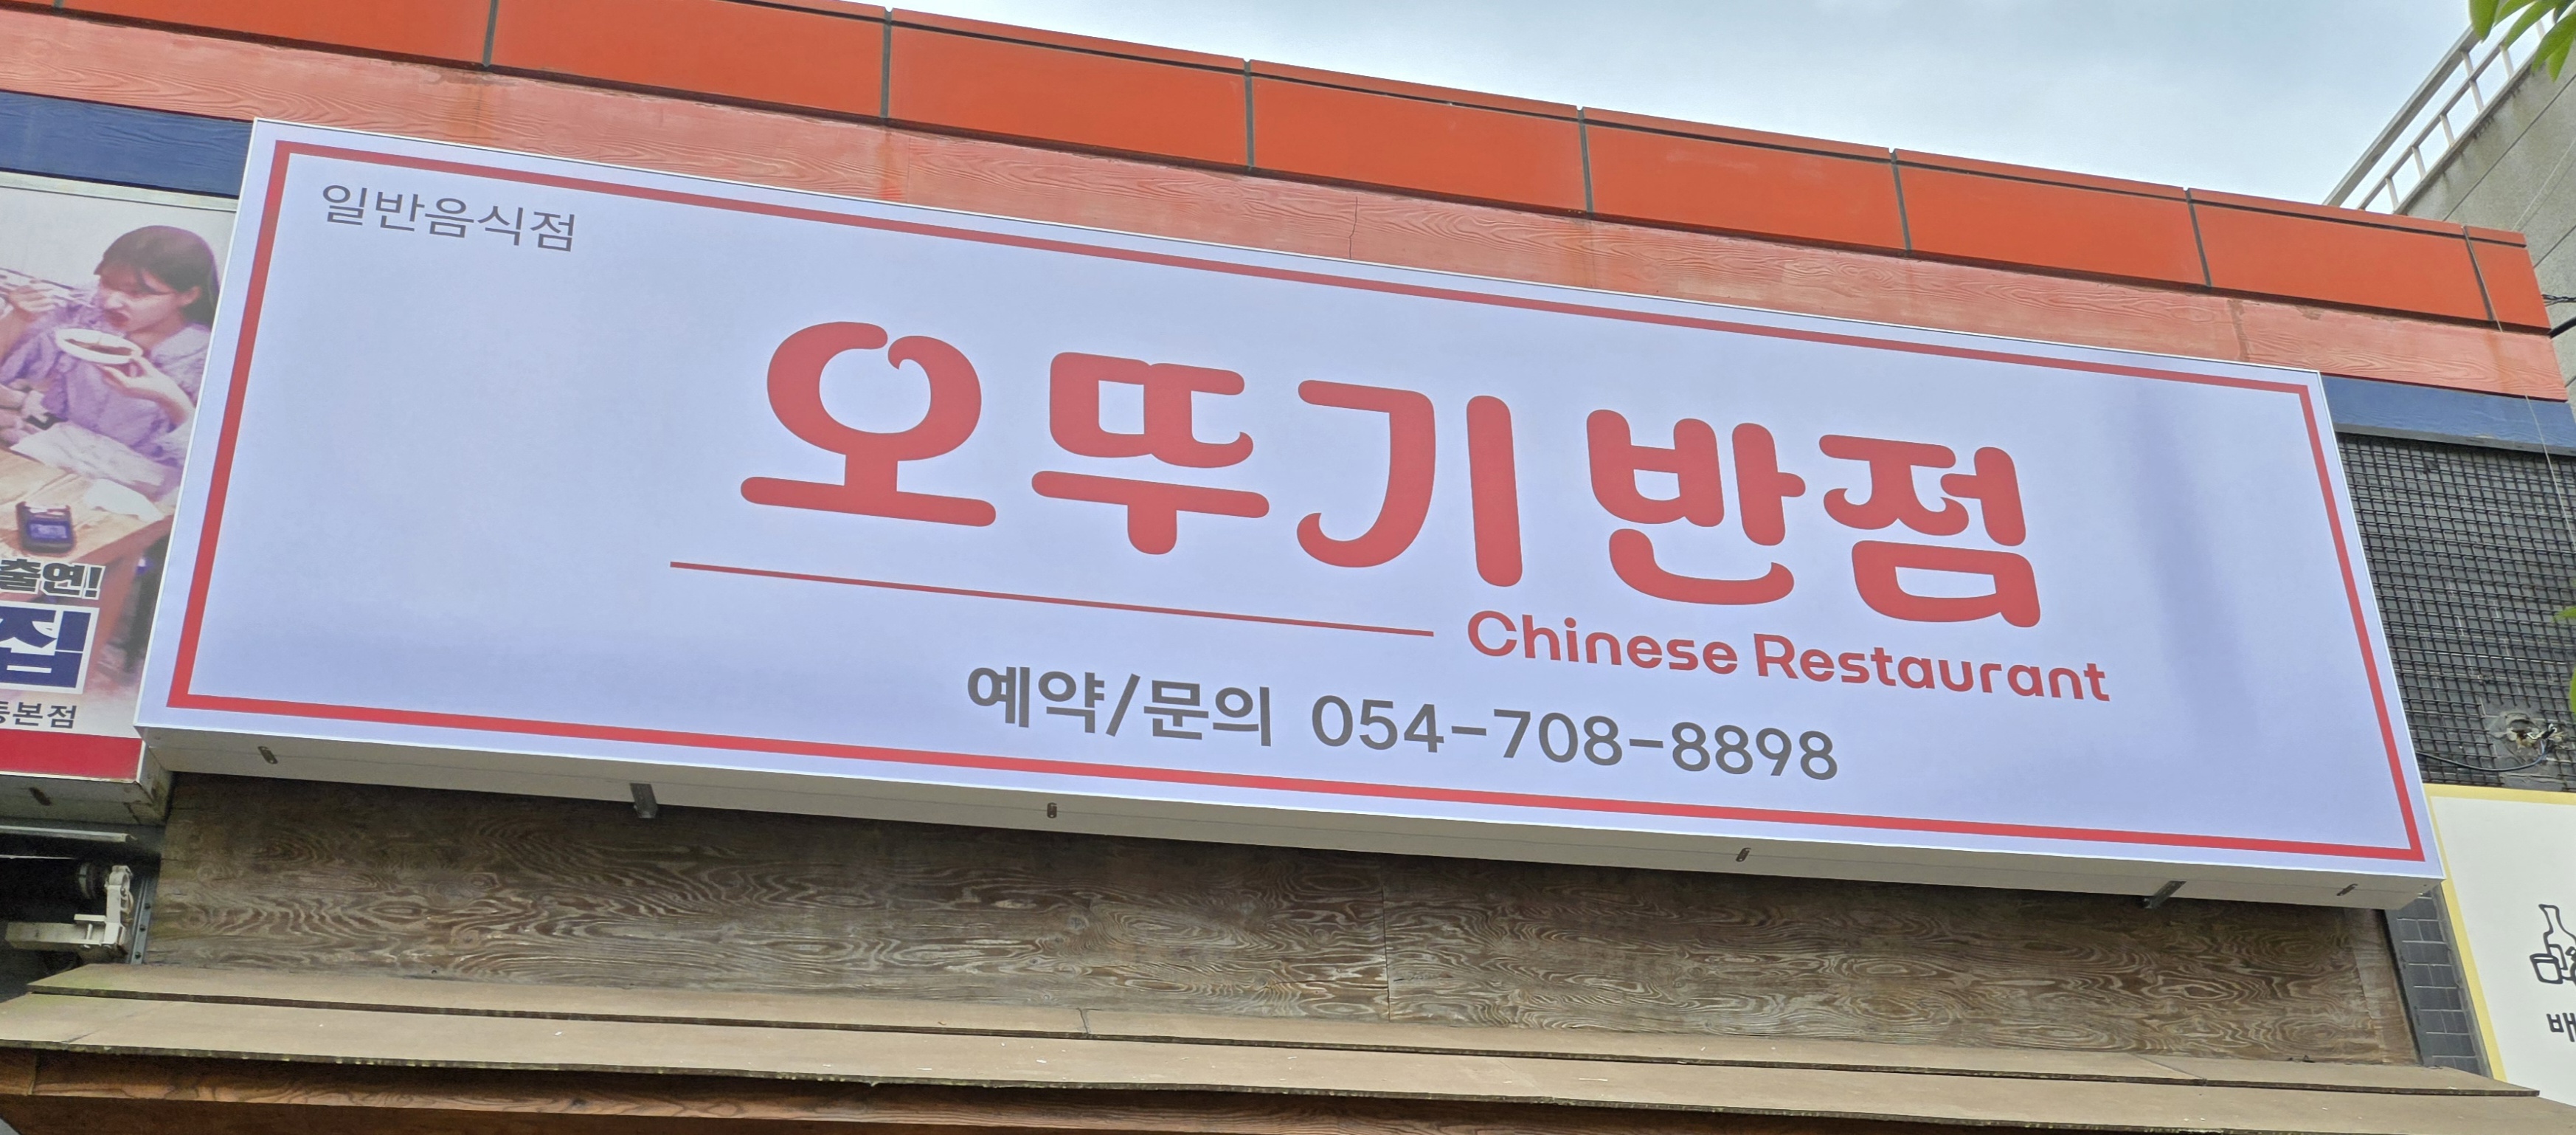 일반음식점
오뚜기반점
Chinese Restaurant
예약/문의 054-708-8898
출연!
집
본점
배